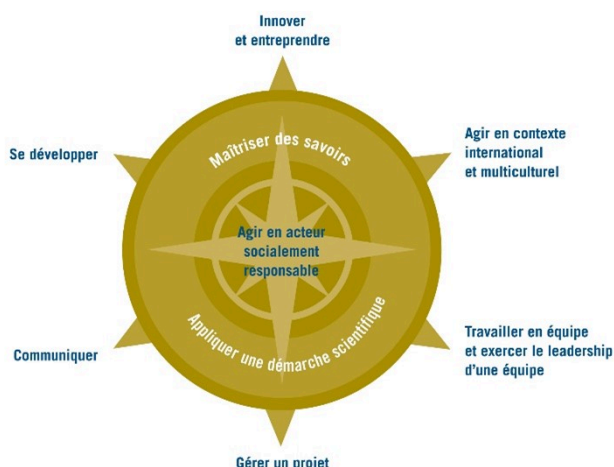 Innover
et entreprendre
Se développer
Maîtriser des savoirs
Agir en contexte
international
et multiculturel
Agir en acteur
socialement
responsable
Appliquer une démarche scientifique
Communiquer
Travailler en équipe
et exercer le leadership
d'une équipe
Gérer un projet